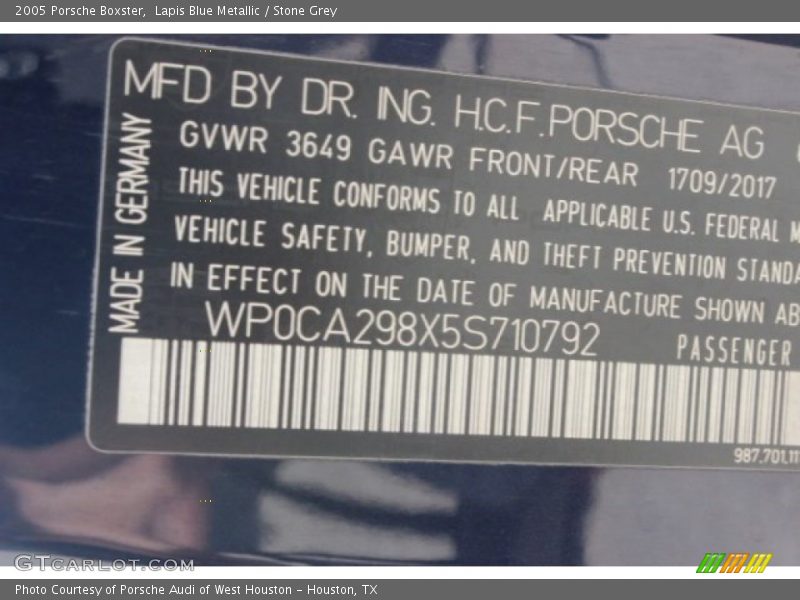 2005 Porsche Boxster, Lapis Blue Metallic / Stone Grey
MFD BY DR. ING. H.C.F. PORSCHE AG
GVWR 3649 GAWR FRONT/REAR 1709/2017
THIS VEHICLE CONFORMS TO ALL APPLICABLE U.S. FEDERAL
VEHICLE SAFETY, BUMPER, AND THEFT PREVENTION
IN EFFECT ON THE DATE OF MANUFACTURE SHOWN
WP0CA298X5S710792
PASSENGER
MADE IN GERMANY
987.701.11
GTCARLOT.COM
Photo Courtesy of Porsche Audi of West Houston - Houston, TX